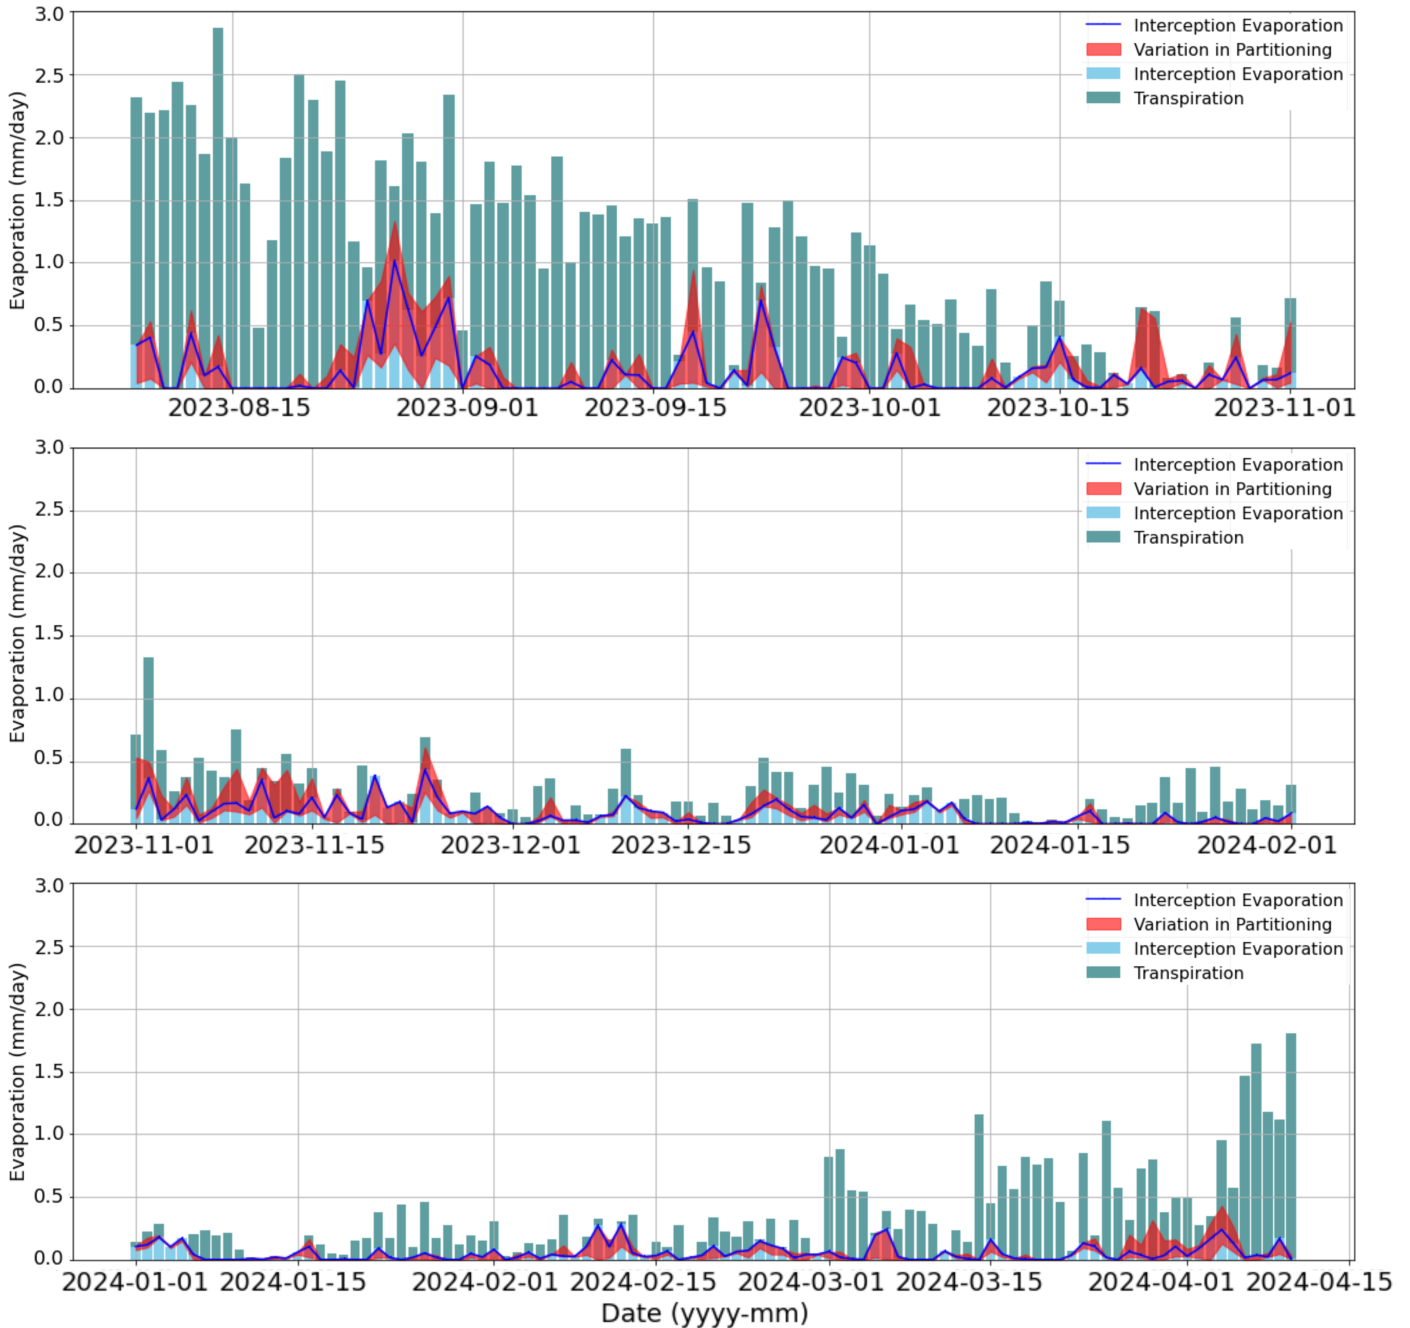 3.0
2.5
2.0
1.5
1.0
0.5
0.0
Evaporation (mm/day)
Interception Evaporation
Variation in Partitioning
Interception Evaporation
Transpiration
2023-08-15 2023-09-01 2023-09-15 2023-10-01 2023-10-15 2023-11-01
3.0
2.5
2.0
1.5
1.0
0.5
0.0
Evaporation (mm/day)
Interception Evaporation
Variation in Partitioning
Interception Evaporation
Transpiration
2023-11-01 2023-11-15 2023-12-01 2023-12-15 2024-01-01 2024-01-15 2024-02-01
3.0
2.5
2.0
1.5
1.0
0.5
0.0
Evaporation (mm/day)
Interception Evaporation
Variation in Partitioning
Interception Evaporation
Transpiration
2024-01-01 2024-01-15 2024-02-01 2024-02-15 2024-03-01 2024-03-15 2024-04-01 2024-04-15
Date (yyyy-mm)